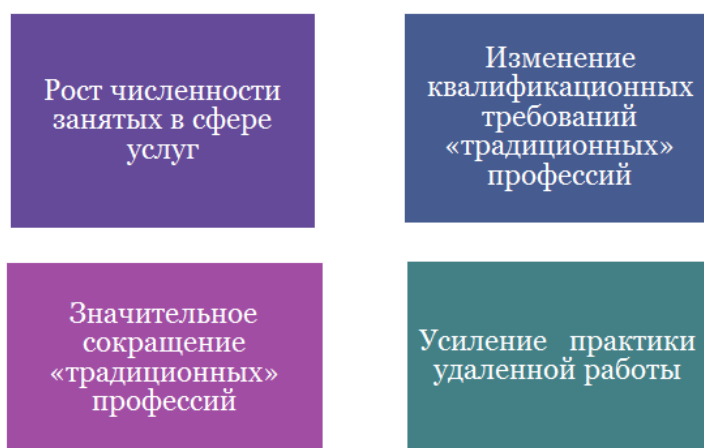 Рост численности
занятых в сфере
услуг
Изменение
квалификационных
требований
«традиционных»
профессий
Значительное
сокращение
«традиционных»
профессий
Усиление практики
удаленной работы